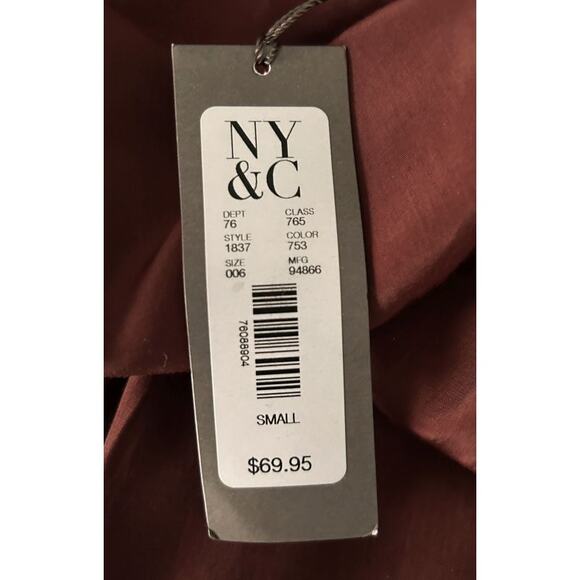 NY
&C
DEPT CLASS
76 765
STYLE COLOR
1837 753
SIZE MFG
006 94866
76088904
SMALL
$69.95